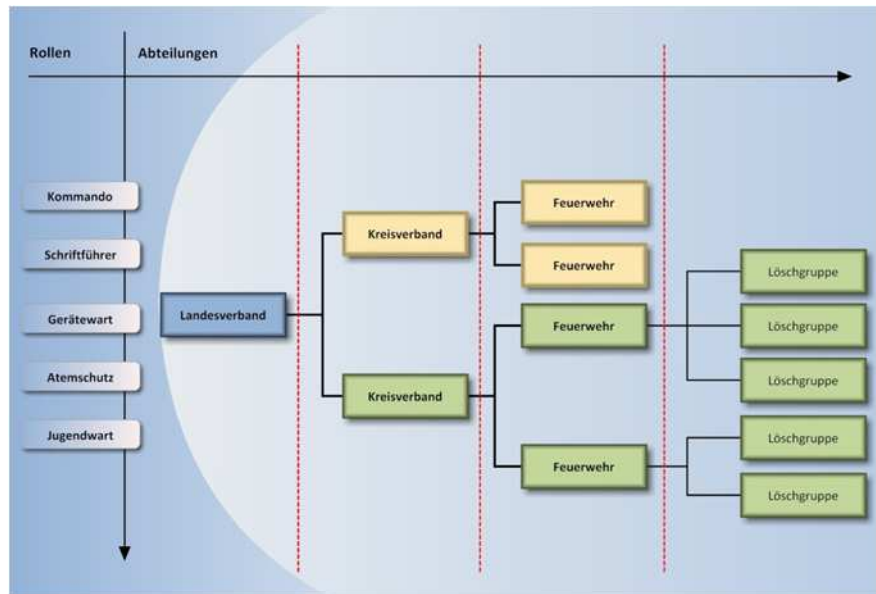 Rollen
Abteilungen
Kommando
Schriftführer
Gerätewart
Atemschutz
Jugendwart
Landesverband
Kreisverband
Kreisverband
Feuerwehr
Feuerwehr
Feuerwehr
Feuerwehr
Löschgruppe
Löschgruppe
Löschgruppe
Löschgruppe
Löschgruppe